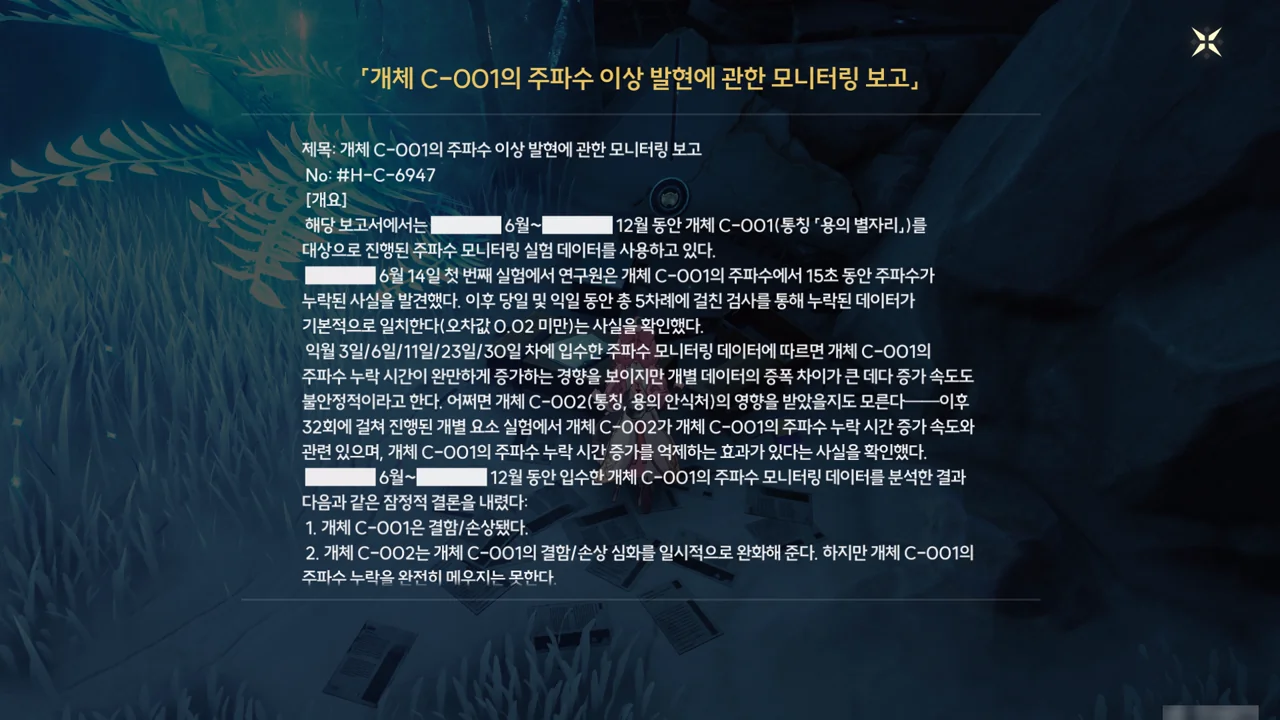 「개체 C-001의 주파수 이상 발현에 관한 모니터링 보고」
제목: 개체 C-001의 주파수 이상 발현에 관한 모니터링 보고
No: #H-C-6947
[개요]
해당 보고서에서는 6월~ 12월 동안 개체 C-001(통칭 「용의 별자리」)를
대상으로 진행된 주파수 모니터링 실험 데이터를 사용하고 있다.
6월 14일 첫 번째 실험에서 연구원은 개체 C-001의 주파수에서 15초 동안 주파수가
누락된 사실을 발견했다. 이후 당일 및 익일 동안 총 5차례에 걸친 검사를 통해 누락된 데이터가
기본적으로 일치한다(오차값 0.02 미만)는 사실을 확인했다.
익월 3일/6일/11일/23일/30일 차에 입수한 주파수 모니터링 데이터에 따르면 개체 C-001의
주파수 누락 시간이 완만하게 증가하는 경향을 보이지만 개별 데이터의 증폭 차이가 큰 데다 증가 속도도
불안정적이라고 한다. 어쩌면 개체 C-002(통칭, 용의 안식처)의 영향을 받았을지도 모른다──이후
32회에 걸쳐 진행된 개별 요소 실험에서 개체 C-002가 개체 C-001의 주파수 누락 시간 증가 속도와
관련 있으며, 개체 C-001의 주파수 누락 시간 증가를 억제하는 효과가 있다는 사실을 확인했다.
6월~ 12월 동안 입수한 개체 C-001의 주파수 모니터링 데이터를 분석한 결과
다음과 같은 잠정적 결론을 내렸다:
1. 개체 C-001은 결함/손상됐다.
2. 개체 C-002는 개체 C-001의 결함/손상 심화를 일시적으로 완화해 준다. 하지만 개체 C-001의
주파수 누락을 완전히 메우지는 못한다.